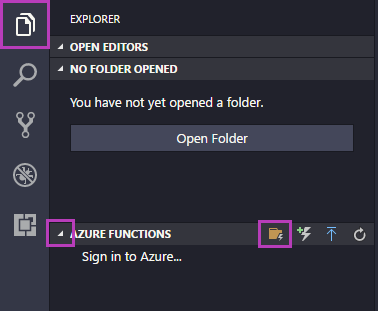 EXPLORER
OPEN EDITORS
NO FOLDER OPENED
You have not yet opened a folder.
Open Folder
AZURE FUNCTIONS
Sign in to Azure...